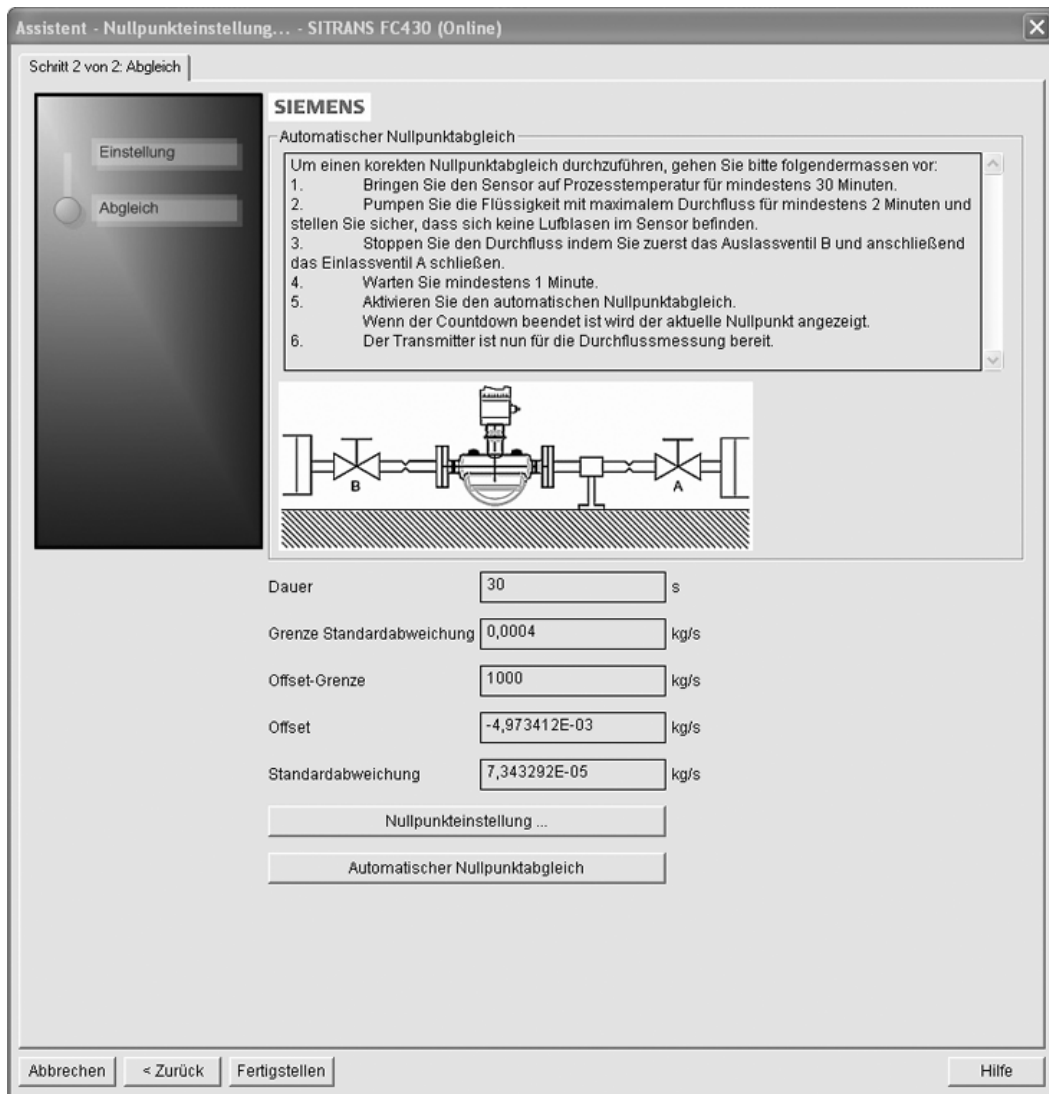 Assistent - Nullpunkteinstellung... - SITRANS FC430 (Online)
Schritt 2 von 2: Abgleich
Einstellung
Abgleich
SIEMENS
Automatischer Nullpunktabgleich
Um einen korekten Nullpunktabgleich durchzuführen, gehen Sie bitte folgendermassen vor:
1. Bringen Sie den Sensor auf Prozesstemperatur für mindestens 30 Minuten.
2. Pumpen Sie die Flüssigkeit mit maximalem Durchfluss für mindestens 2 Minuten und
stellen Sie sicher, dass sich keine Lufblasen im Sensor befinden.
3. Stoppen Sie den Durchfluss indem Sie zuerst das Auslassventil B und anschließend
das Einlassventil A schließen.
4. Warten Sie mindestens 1 Minute.
5. Aktivieren Sie den automatischen Nullpunktabgleich.
Wenn der Countdown beendet ist wird der aktuelle Nullpunkt angezeigt.
6. Der Transmitter ist nun für die Durchflussmessung bereit.
B A
Dauer 30 s
Grenze Standardabweichung 0,0004 kg/s
Offset-Grenze 1000 kg/s
Offset -4,973412E-03 kg/s
Standardabweichung 7,343292E-05 kg/s
Nullpunkteinstellung ...
Automatischer Nullpunktabgleich
Abbrechen < Zurück Fertigstellen Hilfe